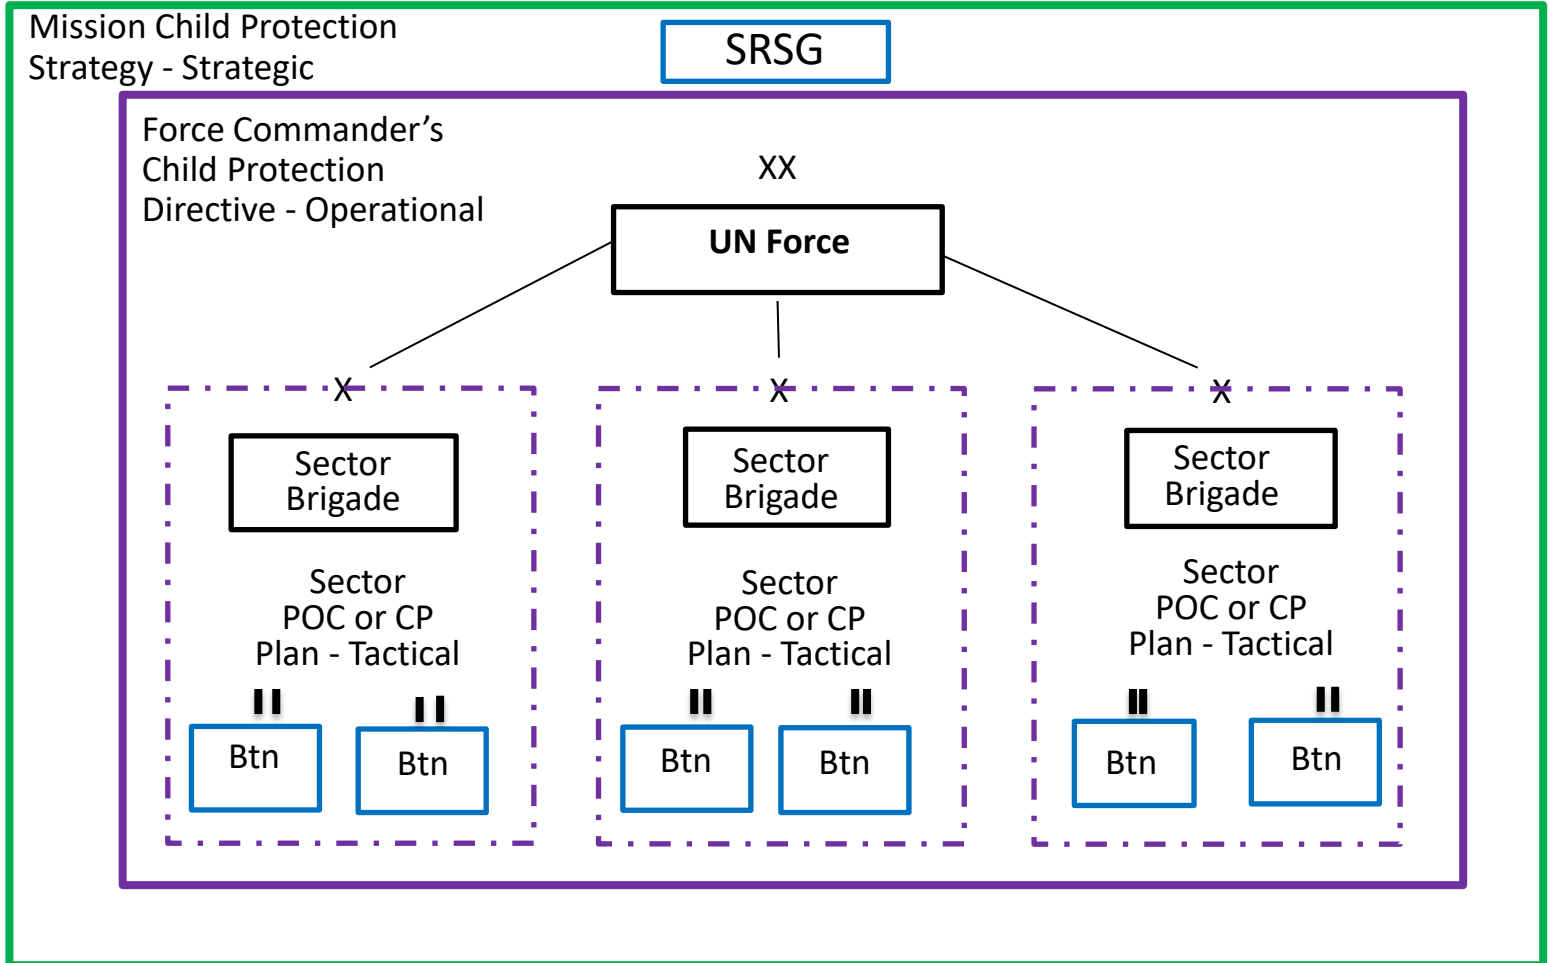 Mission Child Protection
Strategy - Strategic
SRSG
Force Commander’s
Child Protection
Directive - Operational
XX
UN Force
X
X
X
Sector
Brigade
Sector
Brigade
Sector
Brigade
Sector
POC or CP
Plan - Tactical
Sector
POC or CP
Plan - Tactical
Sector
POC or CP
Plan - Tactical
II
II
II
II
II
II
Btn
Btn
Btn
Btn
Btn
Btn